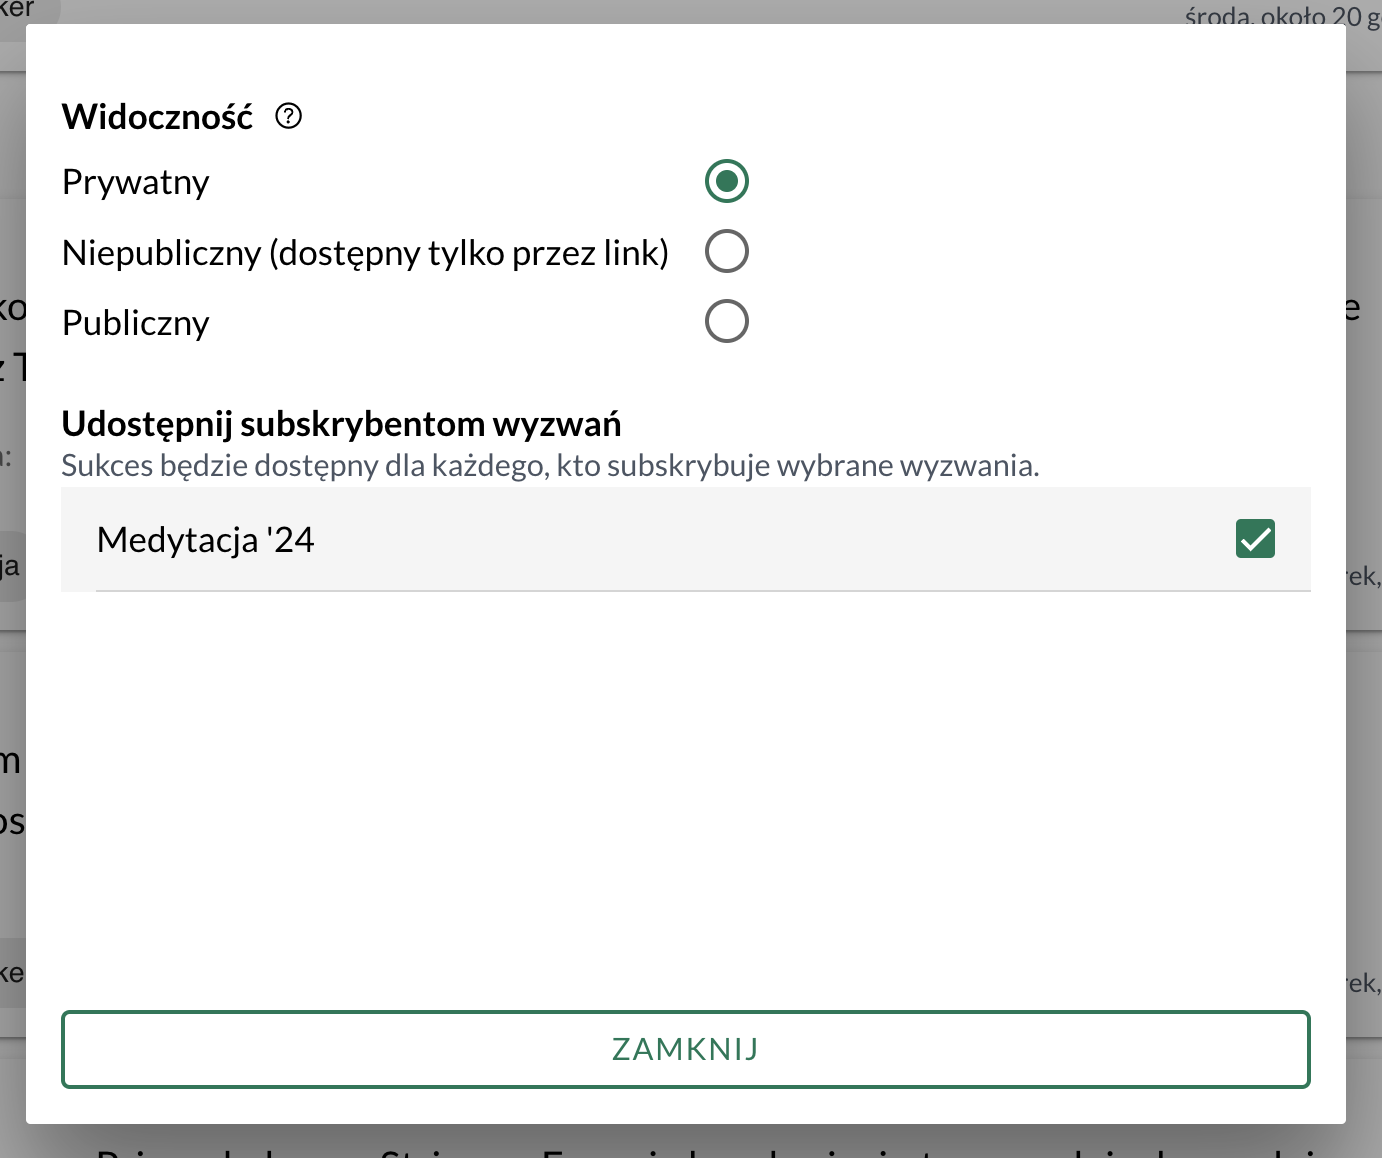 ker
środa, około 20 g
Widoczność
Prywatny
Niepubliczny (dostępny tylko przez link)
Publiczny
ko
e
z T
Udostępnij subskrybentom wyzwań
Sukces będzie dostępny dla każdego, kto subskrybuje wybrane wyzwania.
Medytacja '24
ja
rek,
m
os
ke
rek,
ZAMKNIJ